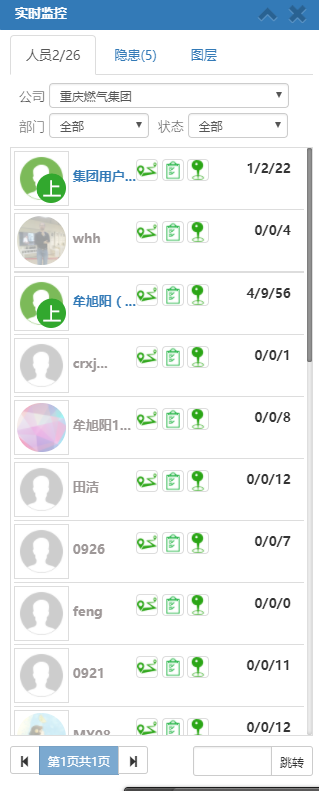 实时监控
人员2/26 隐患(5) 图层
公司 重庆燃气集团
部门 全部 状态 全部
上 集团用户... 1/2/22
whh 0/0/4
上 牟旭阳（... 4/9/56
crxj... 0/0/1
牟旭阳1... 0/0/8
田洁 0/0/12
0926 0/0/7
feng 0/0/0
0921 0/0/11
MY08 0/0/12
第1页共1页 跳转